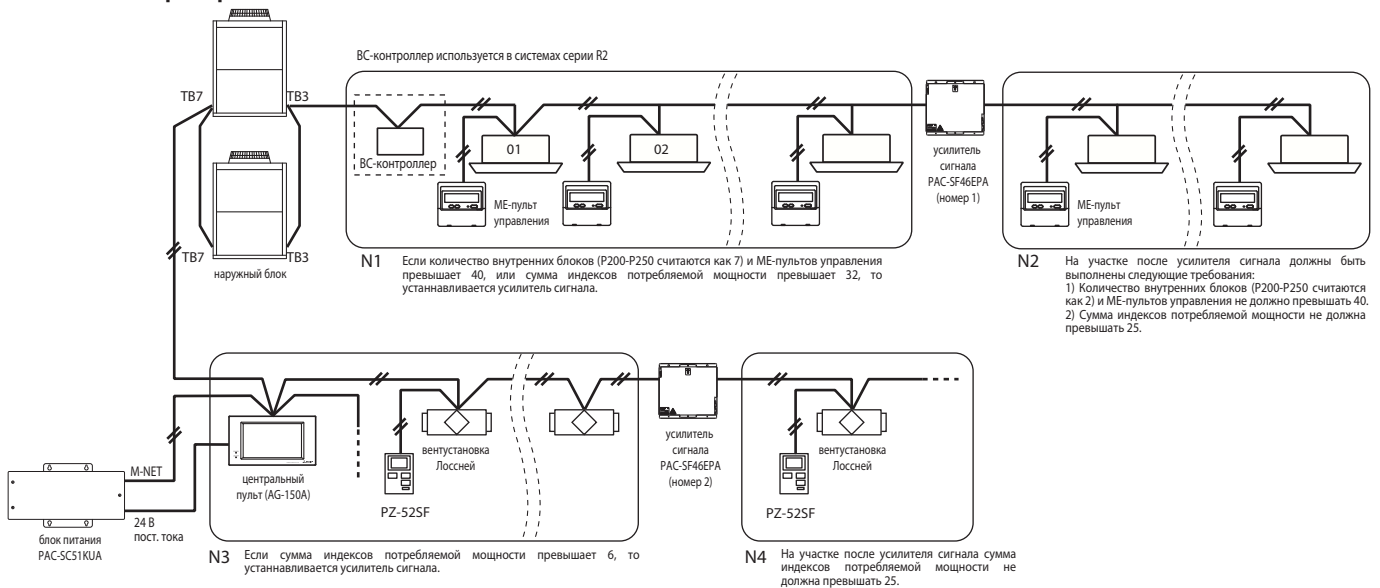 ВС-контроллер используется в системах серии R2
TB7
TB3
TB7
TB3
наружный блок
ВС-контроллер
01
02
МЕ-пульт
управления
усилитель
сигнала
PAC-SF46EPA
(номер 1)
МЕ-пульт
управления
N1
Если количество внутренних блоков (P200-P250 считаются как 7) и МЕ-пультов управления
превышает 40, или сумма индексов потребляемой мощности превышает 32, то
устанавливается усилитель сигнала.
N2
На участке после усилителя сигнала должны быть
выполнены следующие требования:
1) Количество внутренних блоков (P200-P250 считаются
как 2) и МЕ-пультов управления не должно превышать 40.
2) Сумма индексов потребляемой мощности не должна
превышать 25.
M-NET
24 В
пост. тока
блок питания
PAC-SC51KUA
центральный
пульт (AG-150A)
PZ-52SF
вентустановка
Лоссней
усилитель
сигнала
PAC-SF46EPA
(номер 2)
вентустановка
Лоссней
PZ-52SF
N3
Если сумма индексов потребляемой мощности превышает 6, то
устанавливается усилитель сигнала.
N4
На участке после усилителя сигнала сумма
индексов потребляемой мощности не
должна превышать 25.